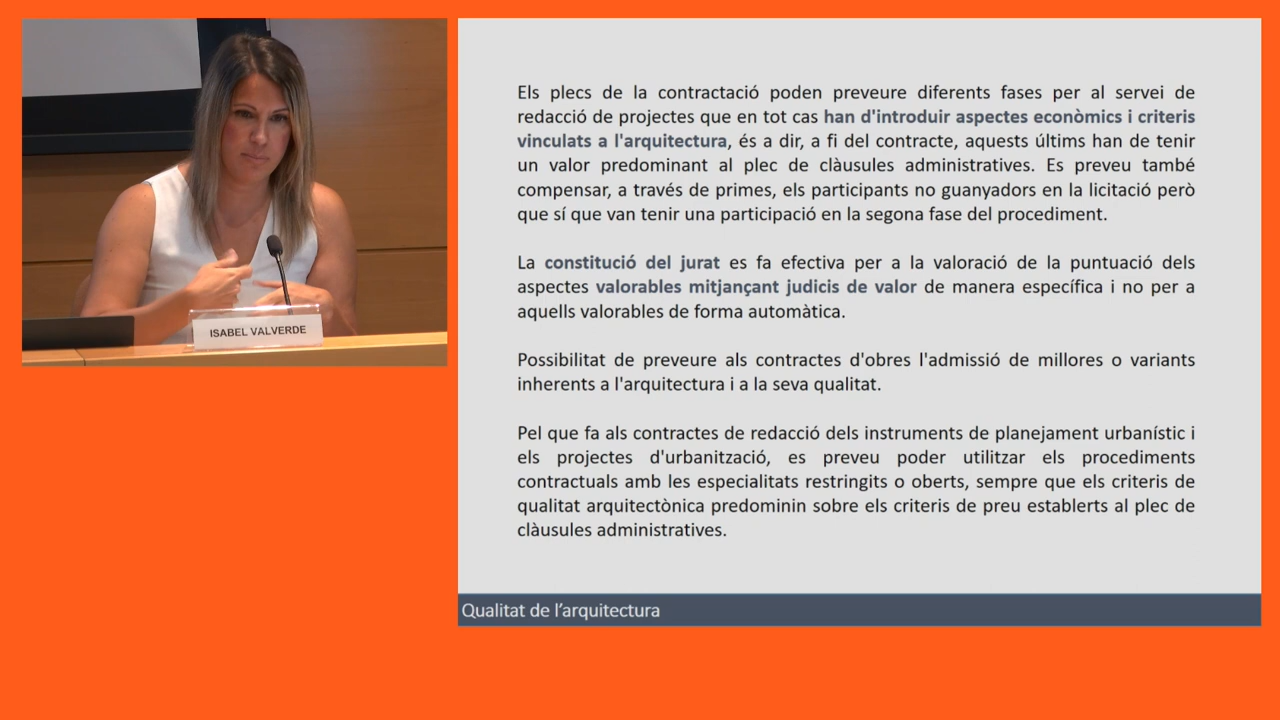 ISABEL VALVERDE
Els plecs de la contractació poden preveure diferents fases per al servei de
redacció de projectes que en tot cas han d'introduir aspectes econòmics i criteris
vinculats a l'arquitectura, és a dir, a fi del contracte, aquests últims han de tenir
un valor predominant al plec de clàusules administratives. Es preveu també
compensar, a través de primes, els participants no guanyadors en la licitació però
que sí que van tenir una participació en la segona fase del procediment.
La constitució del jurat es fa efectiva per a la valoració de la puntuació dels
aspectes valorables mitjançant judicis de valor de manera específica i no per a
aquells valorables de forma automàtica.
Possibilitat de preveure als contractes d'obres l'admissió de millores o variants
inherents a l'arquitectura i a la seva qualitat.
Pel que fa als contractes de redacció dels instruments de planejament urbanístic i
els projectes d'urbanització, es preveu poder utilitzar els procediments
contractuals amb les especialitats restringits o oberts, sempre que els criteris de
qualitat arquitectònica predominin sobre els criteris de preu establerts al plec de
clàusules administratives.
Qualitat de l’arquitectura